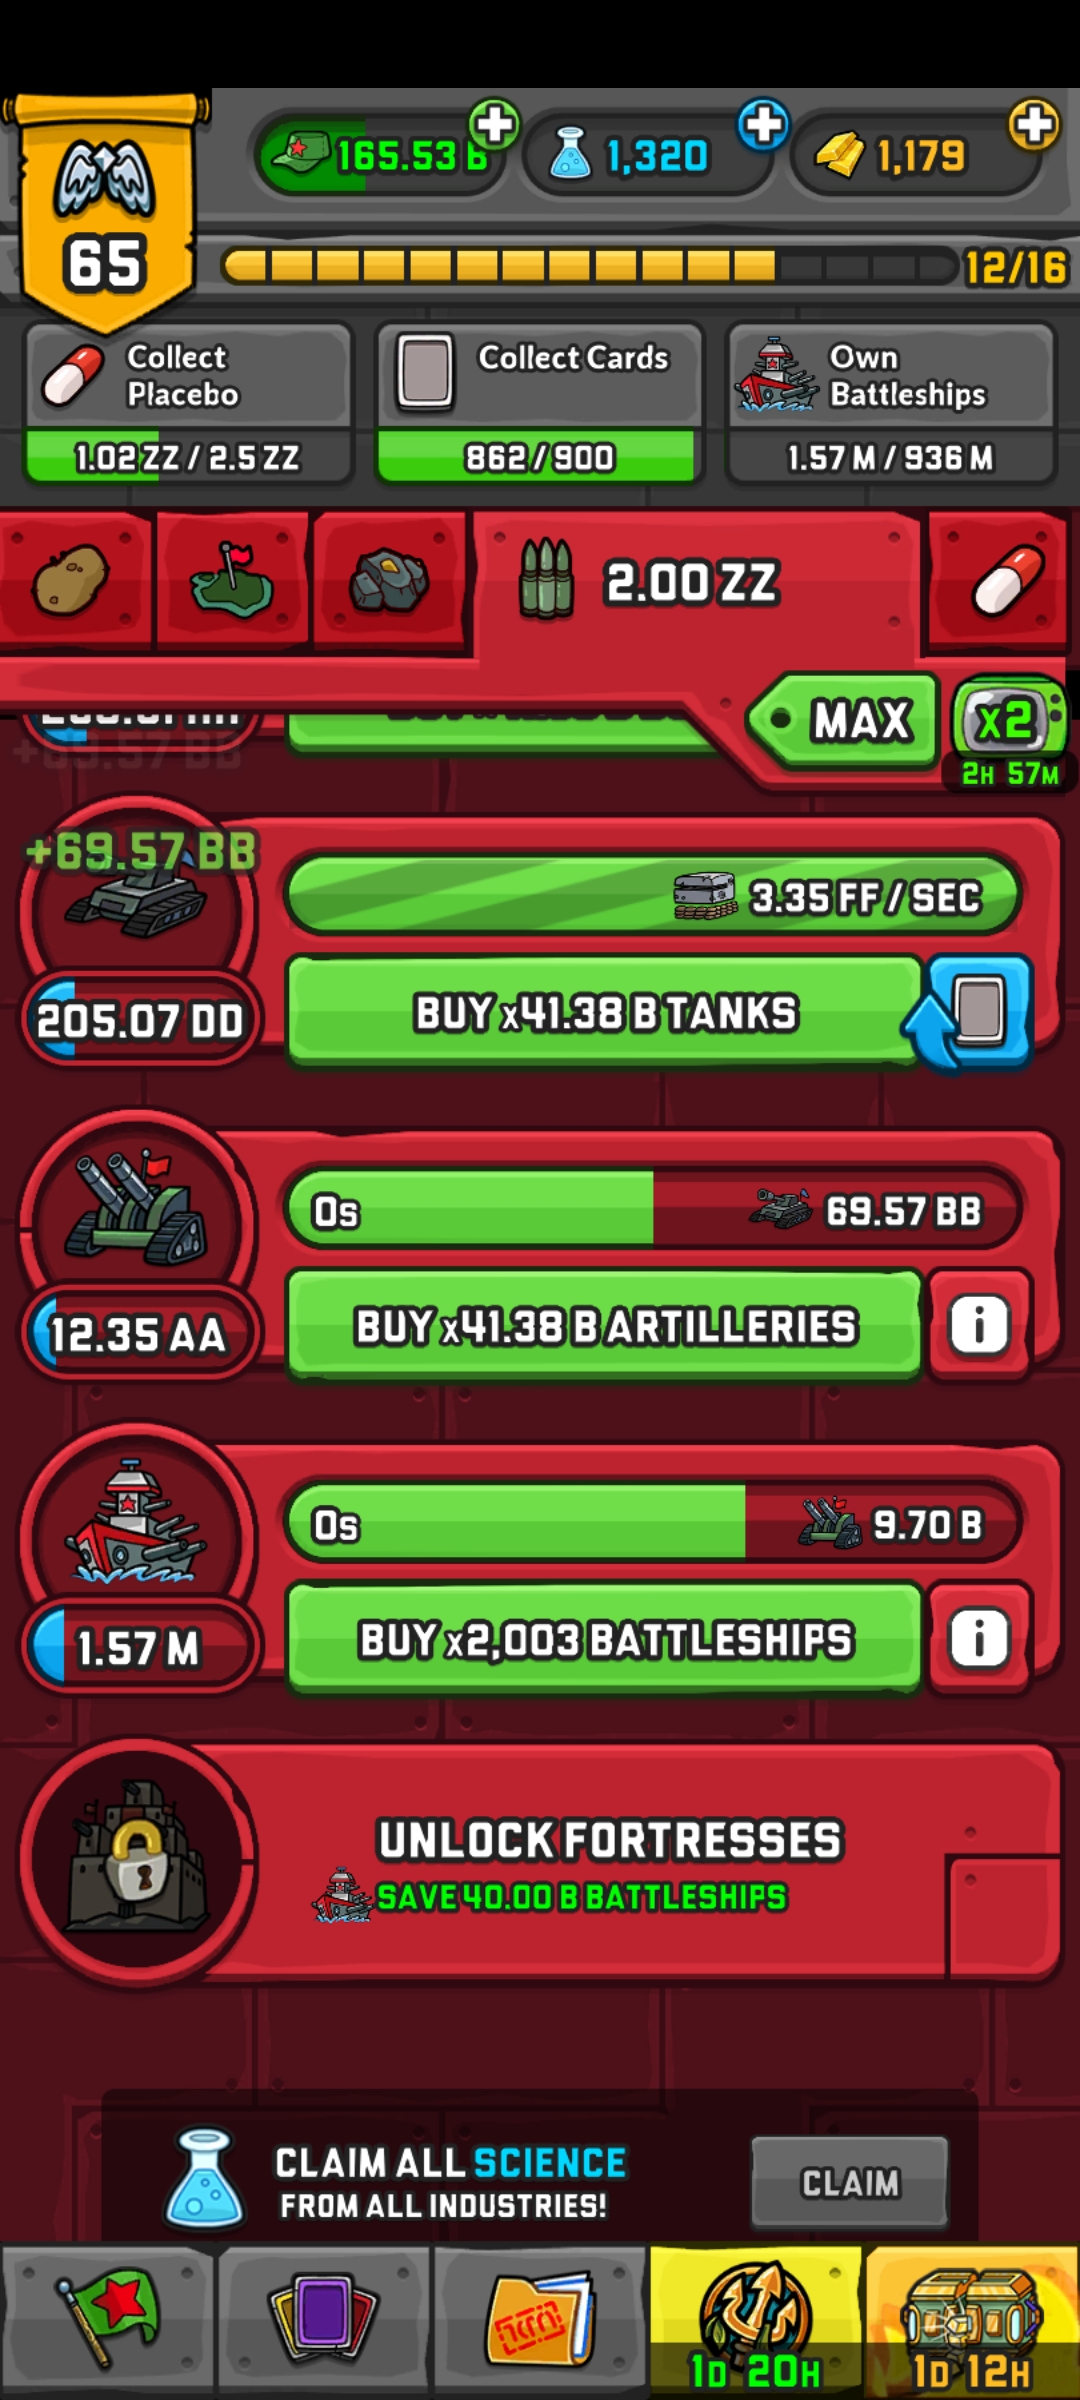 165.53 B
1,320
1,179
65
12/16
Collect
Placebo
1.02 ZZ / 2.5 ZZ
Collect Cards
862/900
Own
Battleships
1.57 M / 936 M
2.00 ZZ
MAX
x2
2H 57M
+69.57 BB
+69.57 BB
3.35 FF / SEC
205.07 DD
BUY x41.38 B TANKS
0s
69.57 BB
12.35 AA
BUY x41.38 B ARTILLERIES
i
0s
9.70 B
1.57 M
BUY x2,003 BATTLESHIPS
i
UNLOCK FORTRESSES
SAVE 40.00 B BATTLESHIPS
CLAIM ALL SCIENCE
FROM ALL INDUSTRIES!
CLAIM
1D 20H
1D 12H